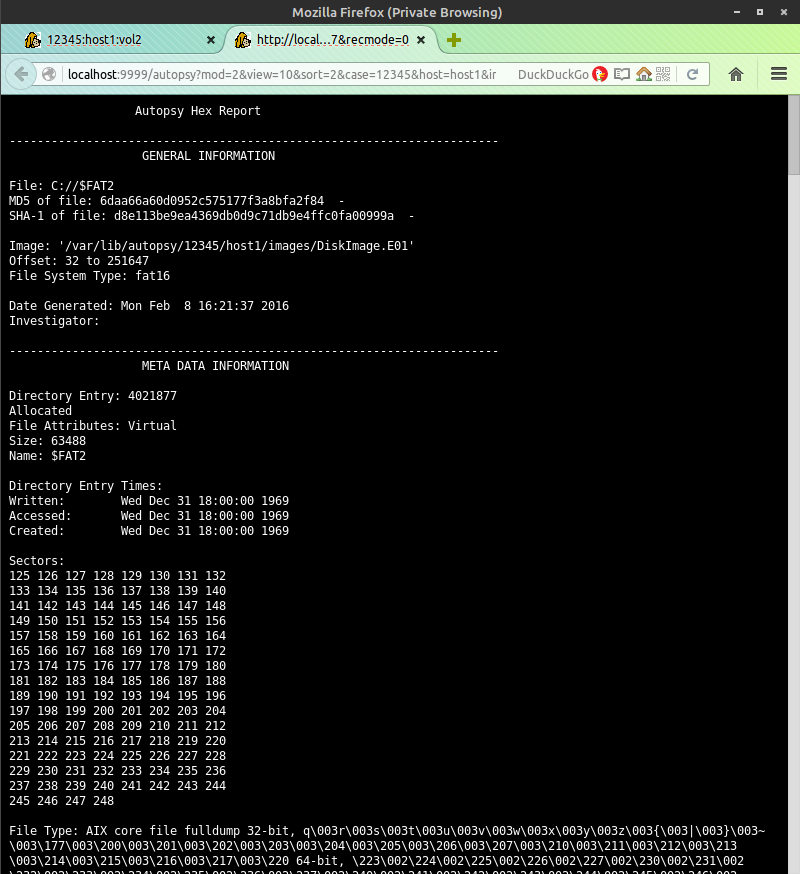 Mozilla Firefox (Private Browsing)
12345:host1:vol2
http://local...7&recmode=0
localhost:9999/autopsy?mod=2&view=10&sort=2&case=12345&host=host1&ir
DuckDuckGo
Autopsy Hex Report
----------------------------------------------------------------------
GENERAL INFORMATION
File: C://$FAT2
MD5 of file: 6daa66a60d0952c575177f3a8bfa2f84  -
SHA-1 of file: d8e113be9ea4369db0d9c71db9e4ffc0fa00999a  -
Image: '/var/lib/autopsy/12345/host1/images/DiskImage.E01'
Offset: 32 to 251647
File System Type: fat16
Date Generated: Mon Feb  8 16:21:37 2016
Investigator:
----------------------------------------------------------------------
META DATA INFORMATION
Directory Entry: 4021877
Allocated
File Attributes: Virtual
Size: 63488
Name: $FAT2
Directory Entry Times:
Written:        Wed Dec 31 18:00:00 1969
Accessed:       Wed Dec 31 18:00:00 1969
Created:        Wed Dec 31 18:00:00 1969
Sectors:
125 126 127 128 129 130 131 132
133 134 135 136 137 138 139 140
141 142 143 144 145 146 147 148
149 150 151 152 153 154 155 156
157 158 159 160 161 162 163 164
165 166 167 168 169 170 171 172
173 174 175 176 177 178 179 180
181 182 183 184 185 186 187 188
189 190 191 192 193 194 195 196
197 198 199 200 201 202 203 204
205 206 207 208 209 210 211 212
213 214 215 216 217 218 219 220
221 222 223 224 225 226 227 228
229 230 231 232 233 234 235 236
237 238 239 240 241 242 243 244
245 246 247 248
File Type: AIX core file fulldump 32-bit, q\003r\003s\003t\003u\003v\003w\003x\003y\003z\003{\003|\003}\003~
\003\177\003\200\003\201\003\202\003\203\003\204\003\205\003\206\003\207\003\210\003\211\003\212\003\213
\003\214\003\215\003\216\003\217\003\220 64-bit, \223\002\224\002\225\002\226\002\227\002\230\002\231\002